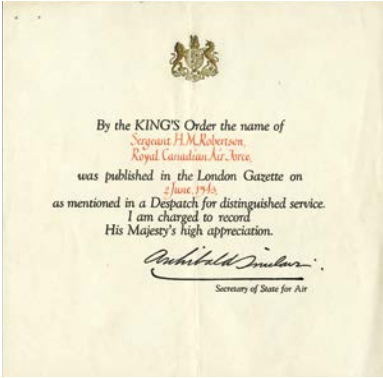 By the KING'S Order the name of
Sergeant H.M. Robertson,
Royal Canadian Air Force,
was published in the London Gazette on
2 June, 1943,
as mentioned in a Despatch for distinguished service.
I am charged to record
His Majesty's high appreciation.
Archibald Sinclair
Secretary of State for Air